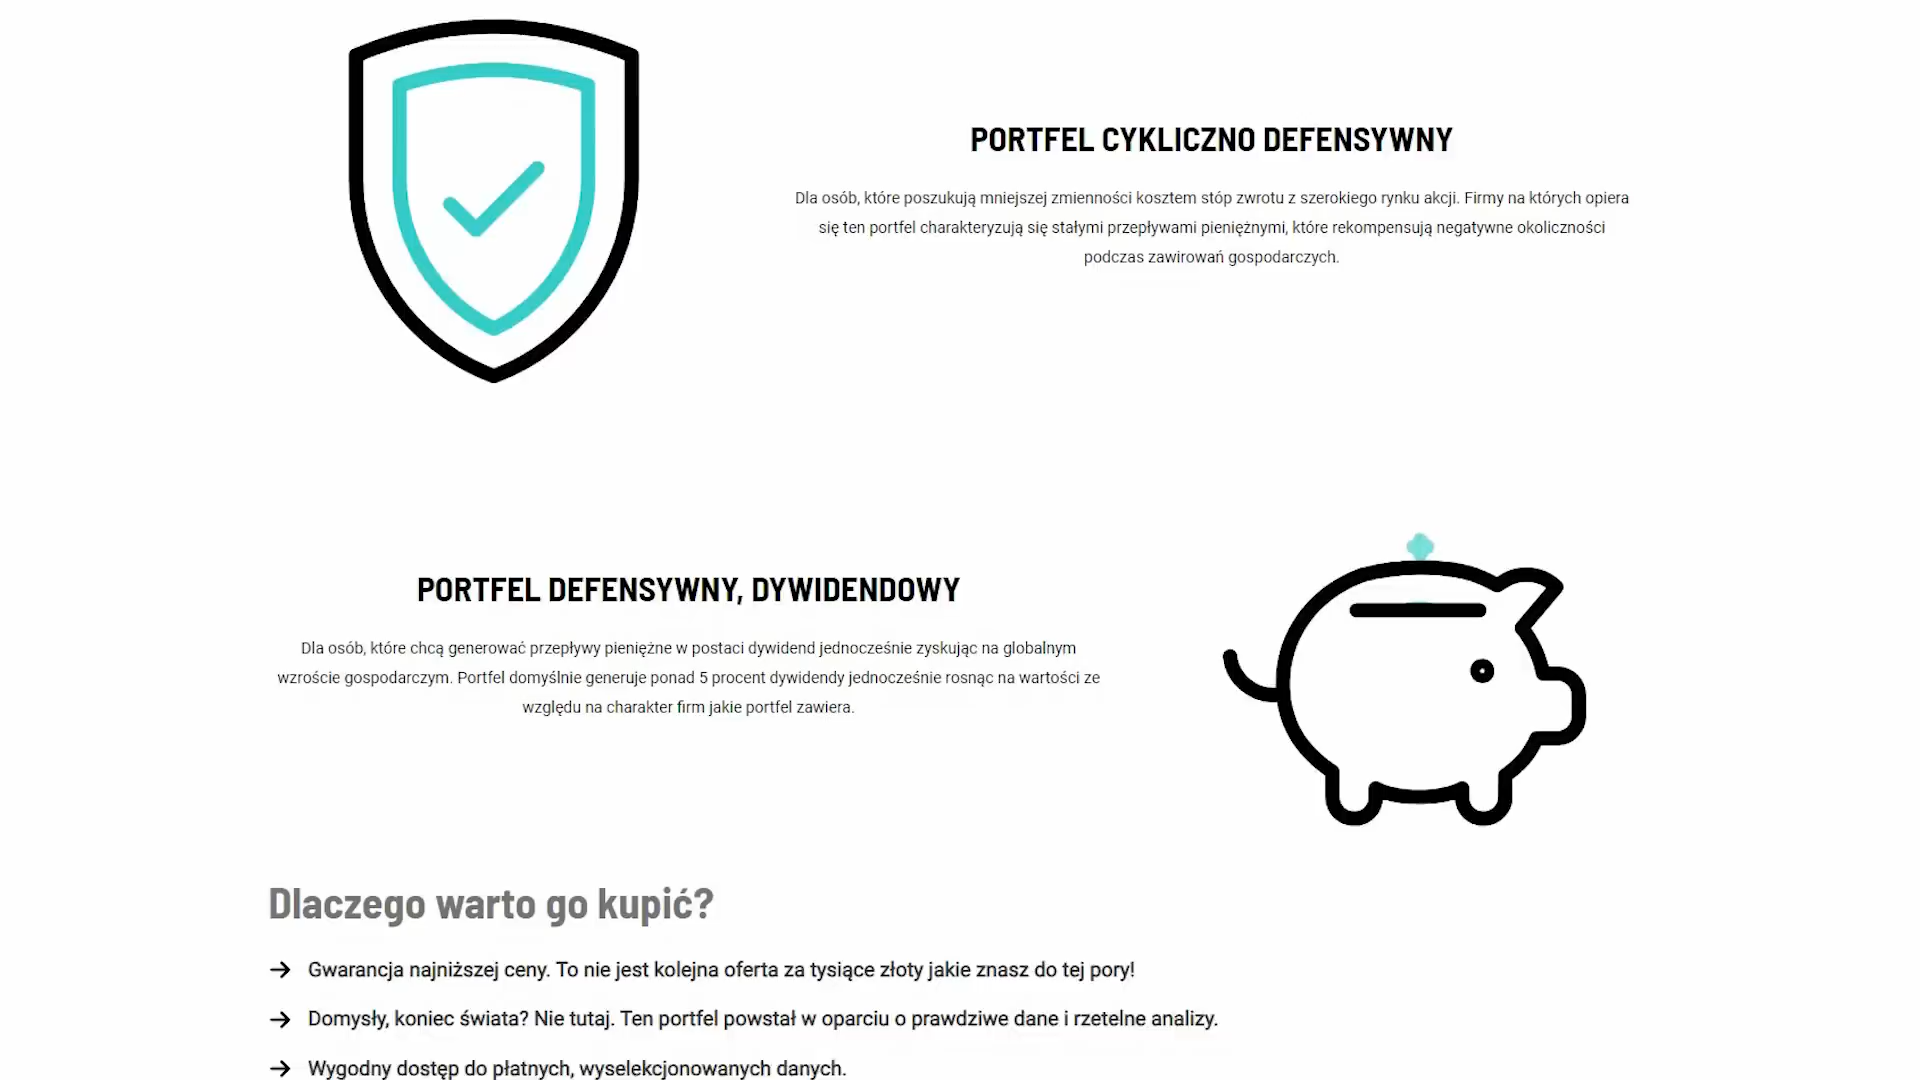 PORTFEL CYKLICZNO DEFENSYWNY
Dla osób, które poszukują mniejszej zmienności kosztem stóp zwrotu z szerokiego rynku akcji. Firmy na których opiera
się ten portfel charakteryzują się stałymi przepływami pieniężnymi, które rekompensują negatywne okoliczności
podczas zawirowań gospodarczych.
PORTFEL DEFENSYWNY, DYWIDENDOWY
Dla osób, które chcą generować przepływy pieniężne w postaci dywidend jednocześnie zyskując na globalnym
wzroście gospodarczym. Portfel domyślnie generuje ponad 5 procent dywidendy jednocześnie rosnąc na wartości ze
względu na charakter firm jakie portfel zawiera.
Dlaczego warto go kupić?
→ Gwarancja najniższej ceny. To nie jest kolejna oferta za tysiące złoty jakie znasz do tej pory!
→ Domysły, koniec świata? Nie tutaj. Ten portfel powstał w oparciu o prawdziwe dane i rzetelne analizy.
→ Wygodny dostęp do płatnych, wyselekcjonowanych danych.